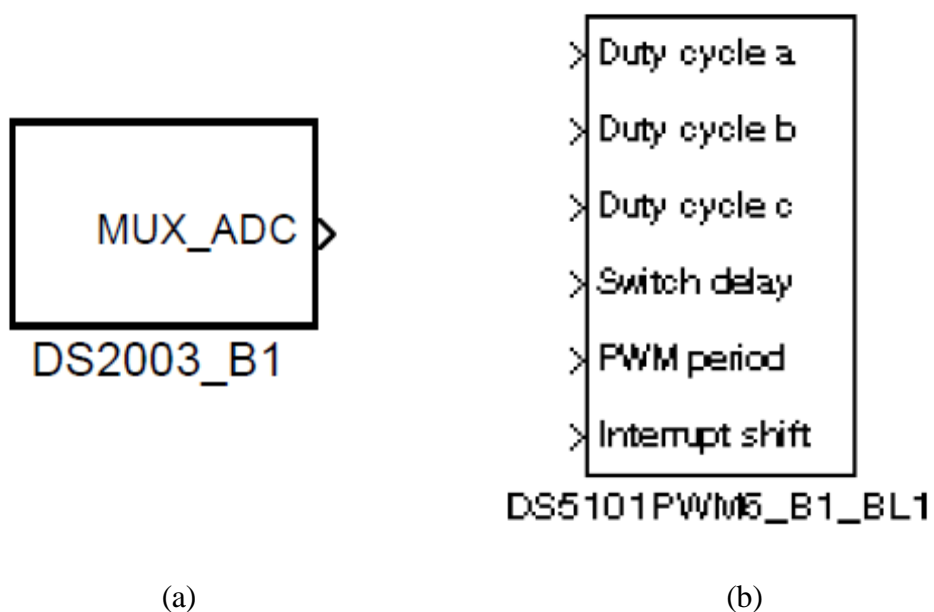 MUX_ADC
DS2003_B1
Duty cycle a
Duty cycle b
Duty cycle c
Switch delay
PWM period
Interrupt shift
DS5101PWM6_B1_BL1
(a)
(b)